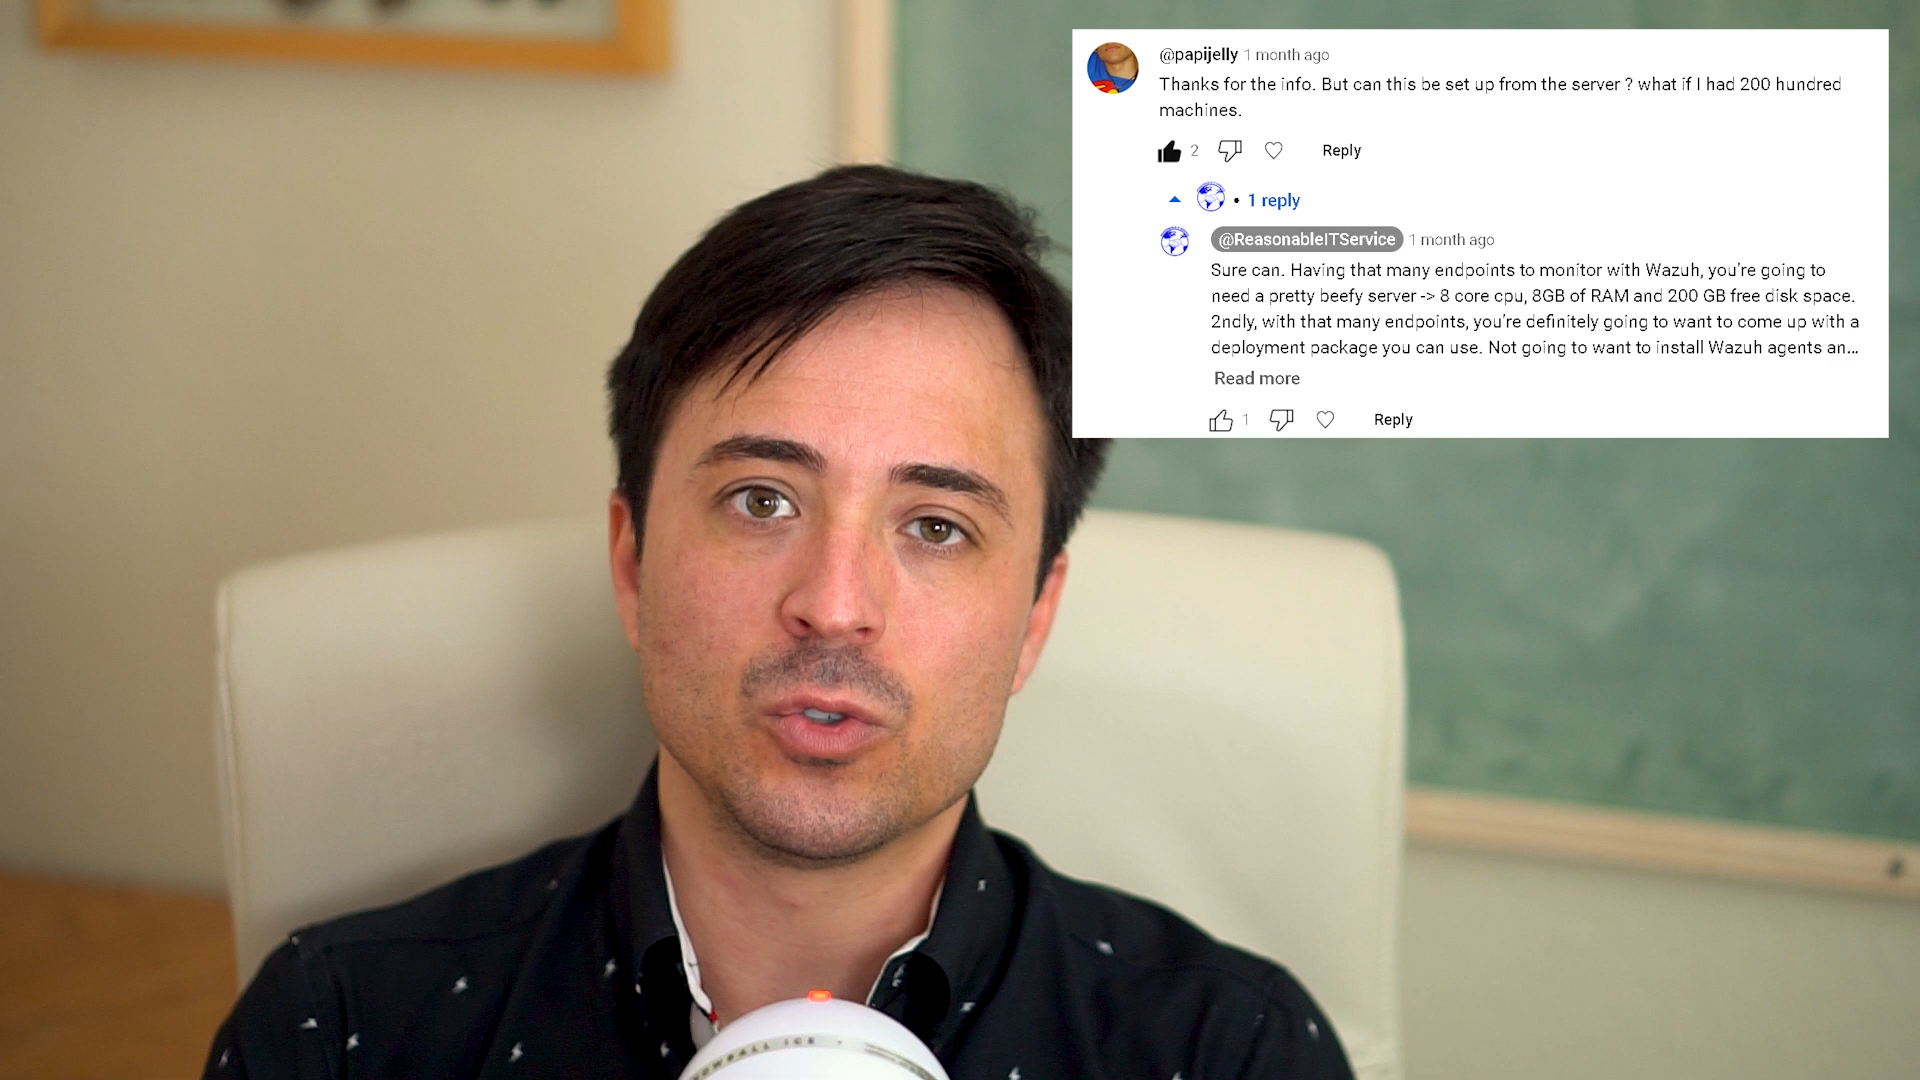 @papijelly 1 month ago
Thanks for the info. But can this be set up from the server ? what if I had 200 hundred
machines.
2 Reply
1 reply
@ReasonableITService 1 month ago
Sure can. Having that many endpoints to monitor with Wazuh, you're going to
need a pretty beefy server -> 8 core cpu, 8GB of RAM and 200 GB free disk space.
2ndly, with that many endpoints, you're definitely going to want to come up with a
deployment package you can use. Not going to want to install Wazuh agents an...
Read more
1 Reply
ICE